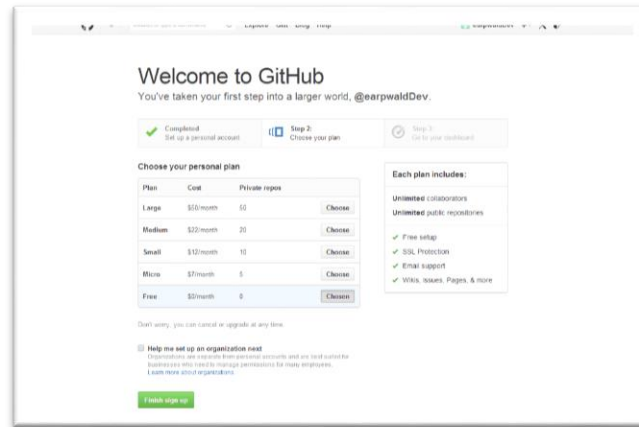 Explore Gist Blog Help
earpwaldDev
Welcome to GitHub
You've taken your first step into a larger world, @earpwaldDev.
Completed
Set up a personal account
Step 2:
Choose your plan
Step 3:
Go to your dashboard
Choose your personal plan
Plan Cost Private repos
Large $50/month 50 Choose
Medium $22/month 20 Choose
Small $12/month 10 Choose
Micro $7/month 5 Choose
Free $0/month 0 Chosen
Don't worry, you can cancel or upgrade at any time.
Help me set up an organization next
Organizations are separate from personal accounts and are best suited for
businesses who need to manage permissions for many employees.
Learn more about organizations.
Finish sign up
Each plan includes:
Unlimited collaborators
Unlimited public repositories
Free setup
SSL Protection
Email support
Wikis, Issues, Pages, & more